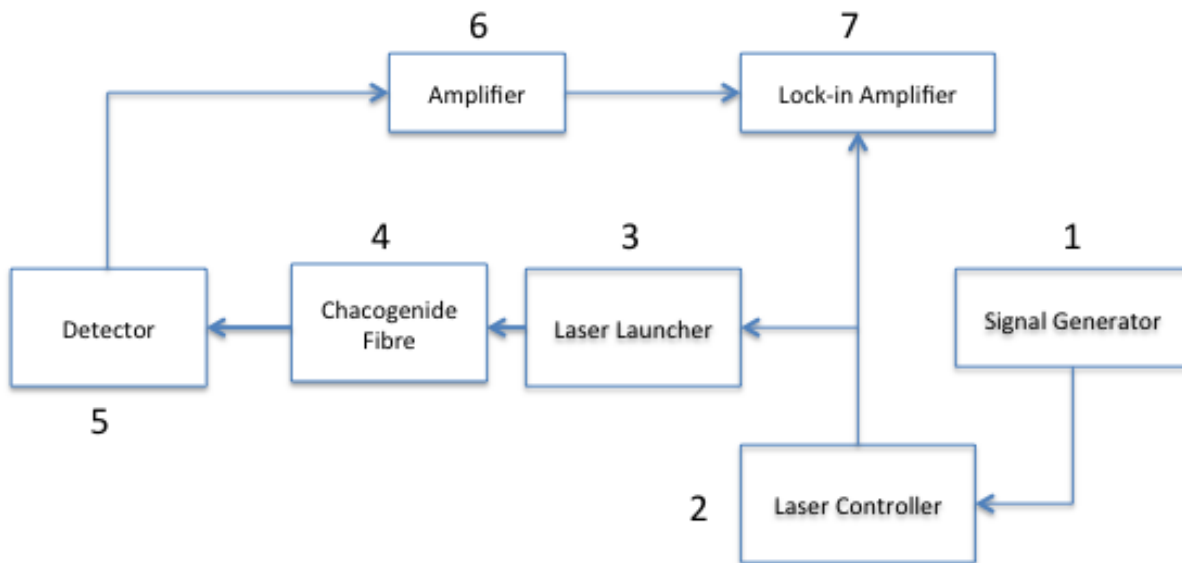 6
7
Amplifier
Lock-in Amplifier
4
3
1
Detector
Chacogenide
Fibre
Laser Launcher
Signal Generator
5
2
Laser Controller